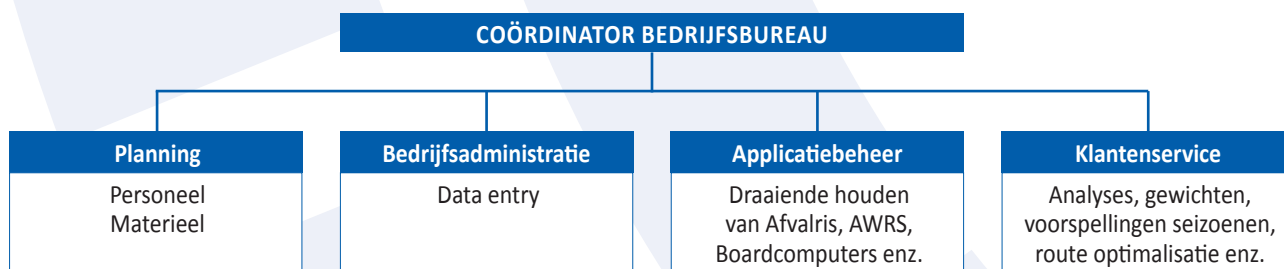 COÖRDINATOR BEDRIJFSBUREAU
Planning
Personeel
Materieel
Bedrijfsadministratie
Data entry
Applicatiebeheer
Draaiende houden
van Afvalris, AWRS,
Boardcomputers enz.
Klantenservice
Analyses, gewichten,
voorspellingen seizoenen,
route optimalisatie enz.